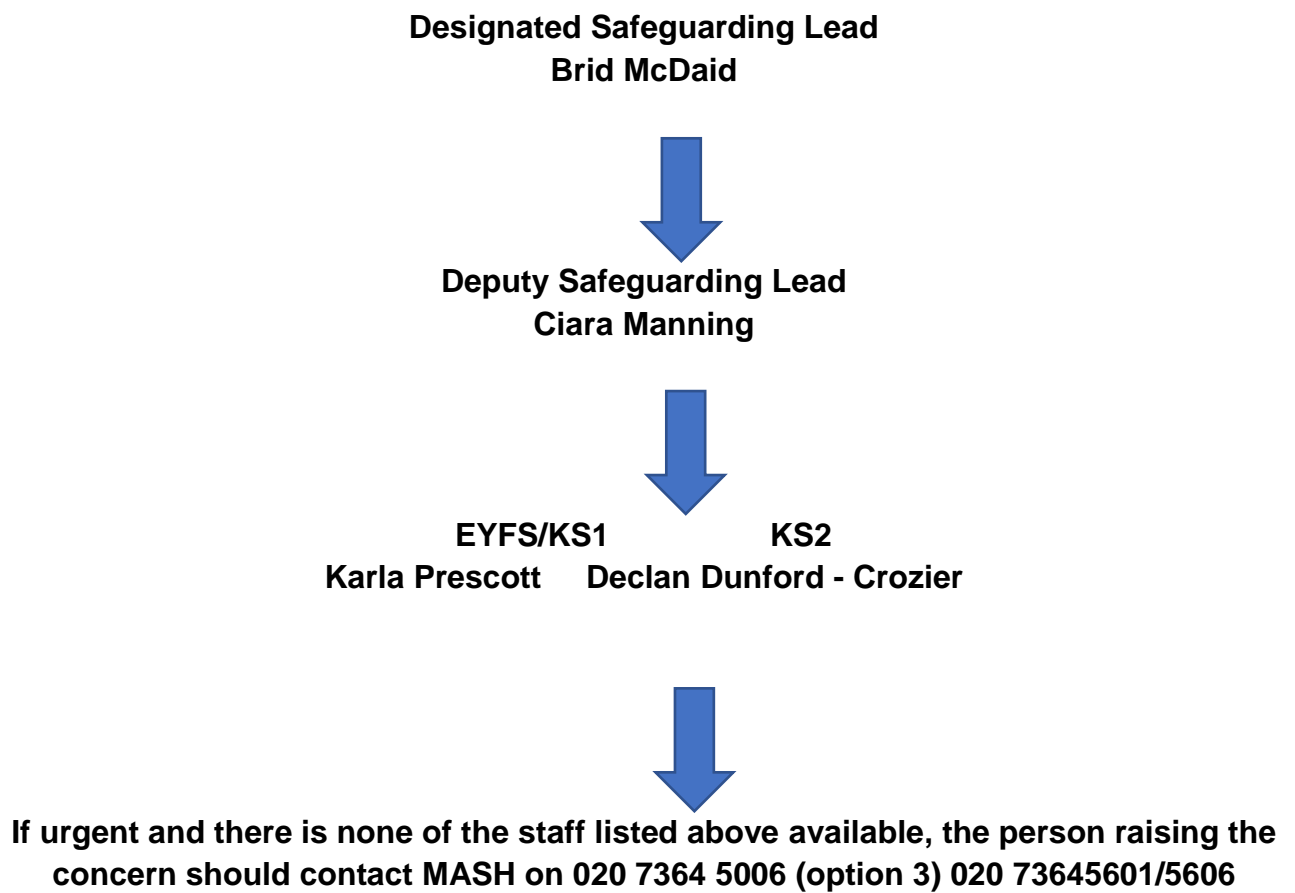 Designated Safeguarding Lead
Brid McDaid
Deputy Safeguarding Lead
Ciara Manning
EYFS/KS1 KS2
Karla Prescott Declan Dunford - Crozier
If urgent and there is none of the staff listed above available, the person raising the
concern should contact MASH on 020 7364 5006 (option 3) 020 73645601/5606